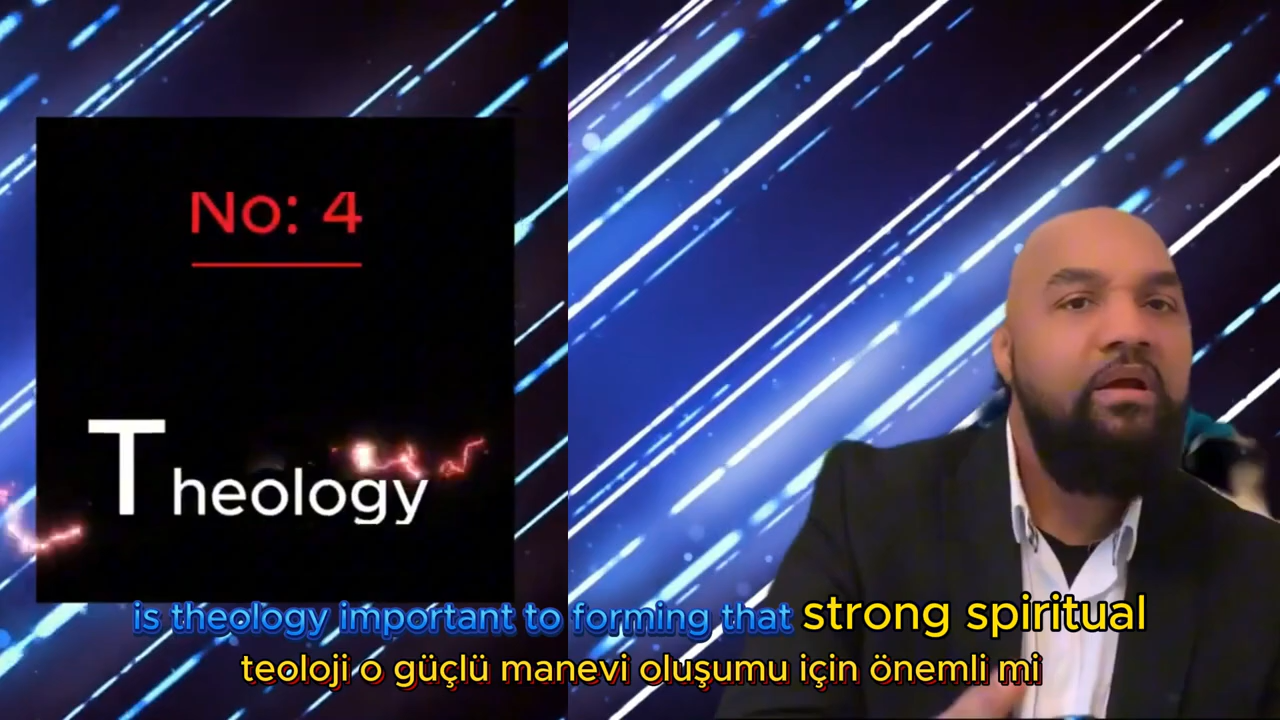 No: 4
Theology
is theology important to forming that strong spiritual
teoloji o güçlü manevi oluşumu için önemli mi